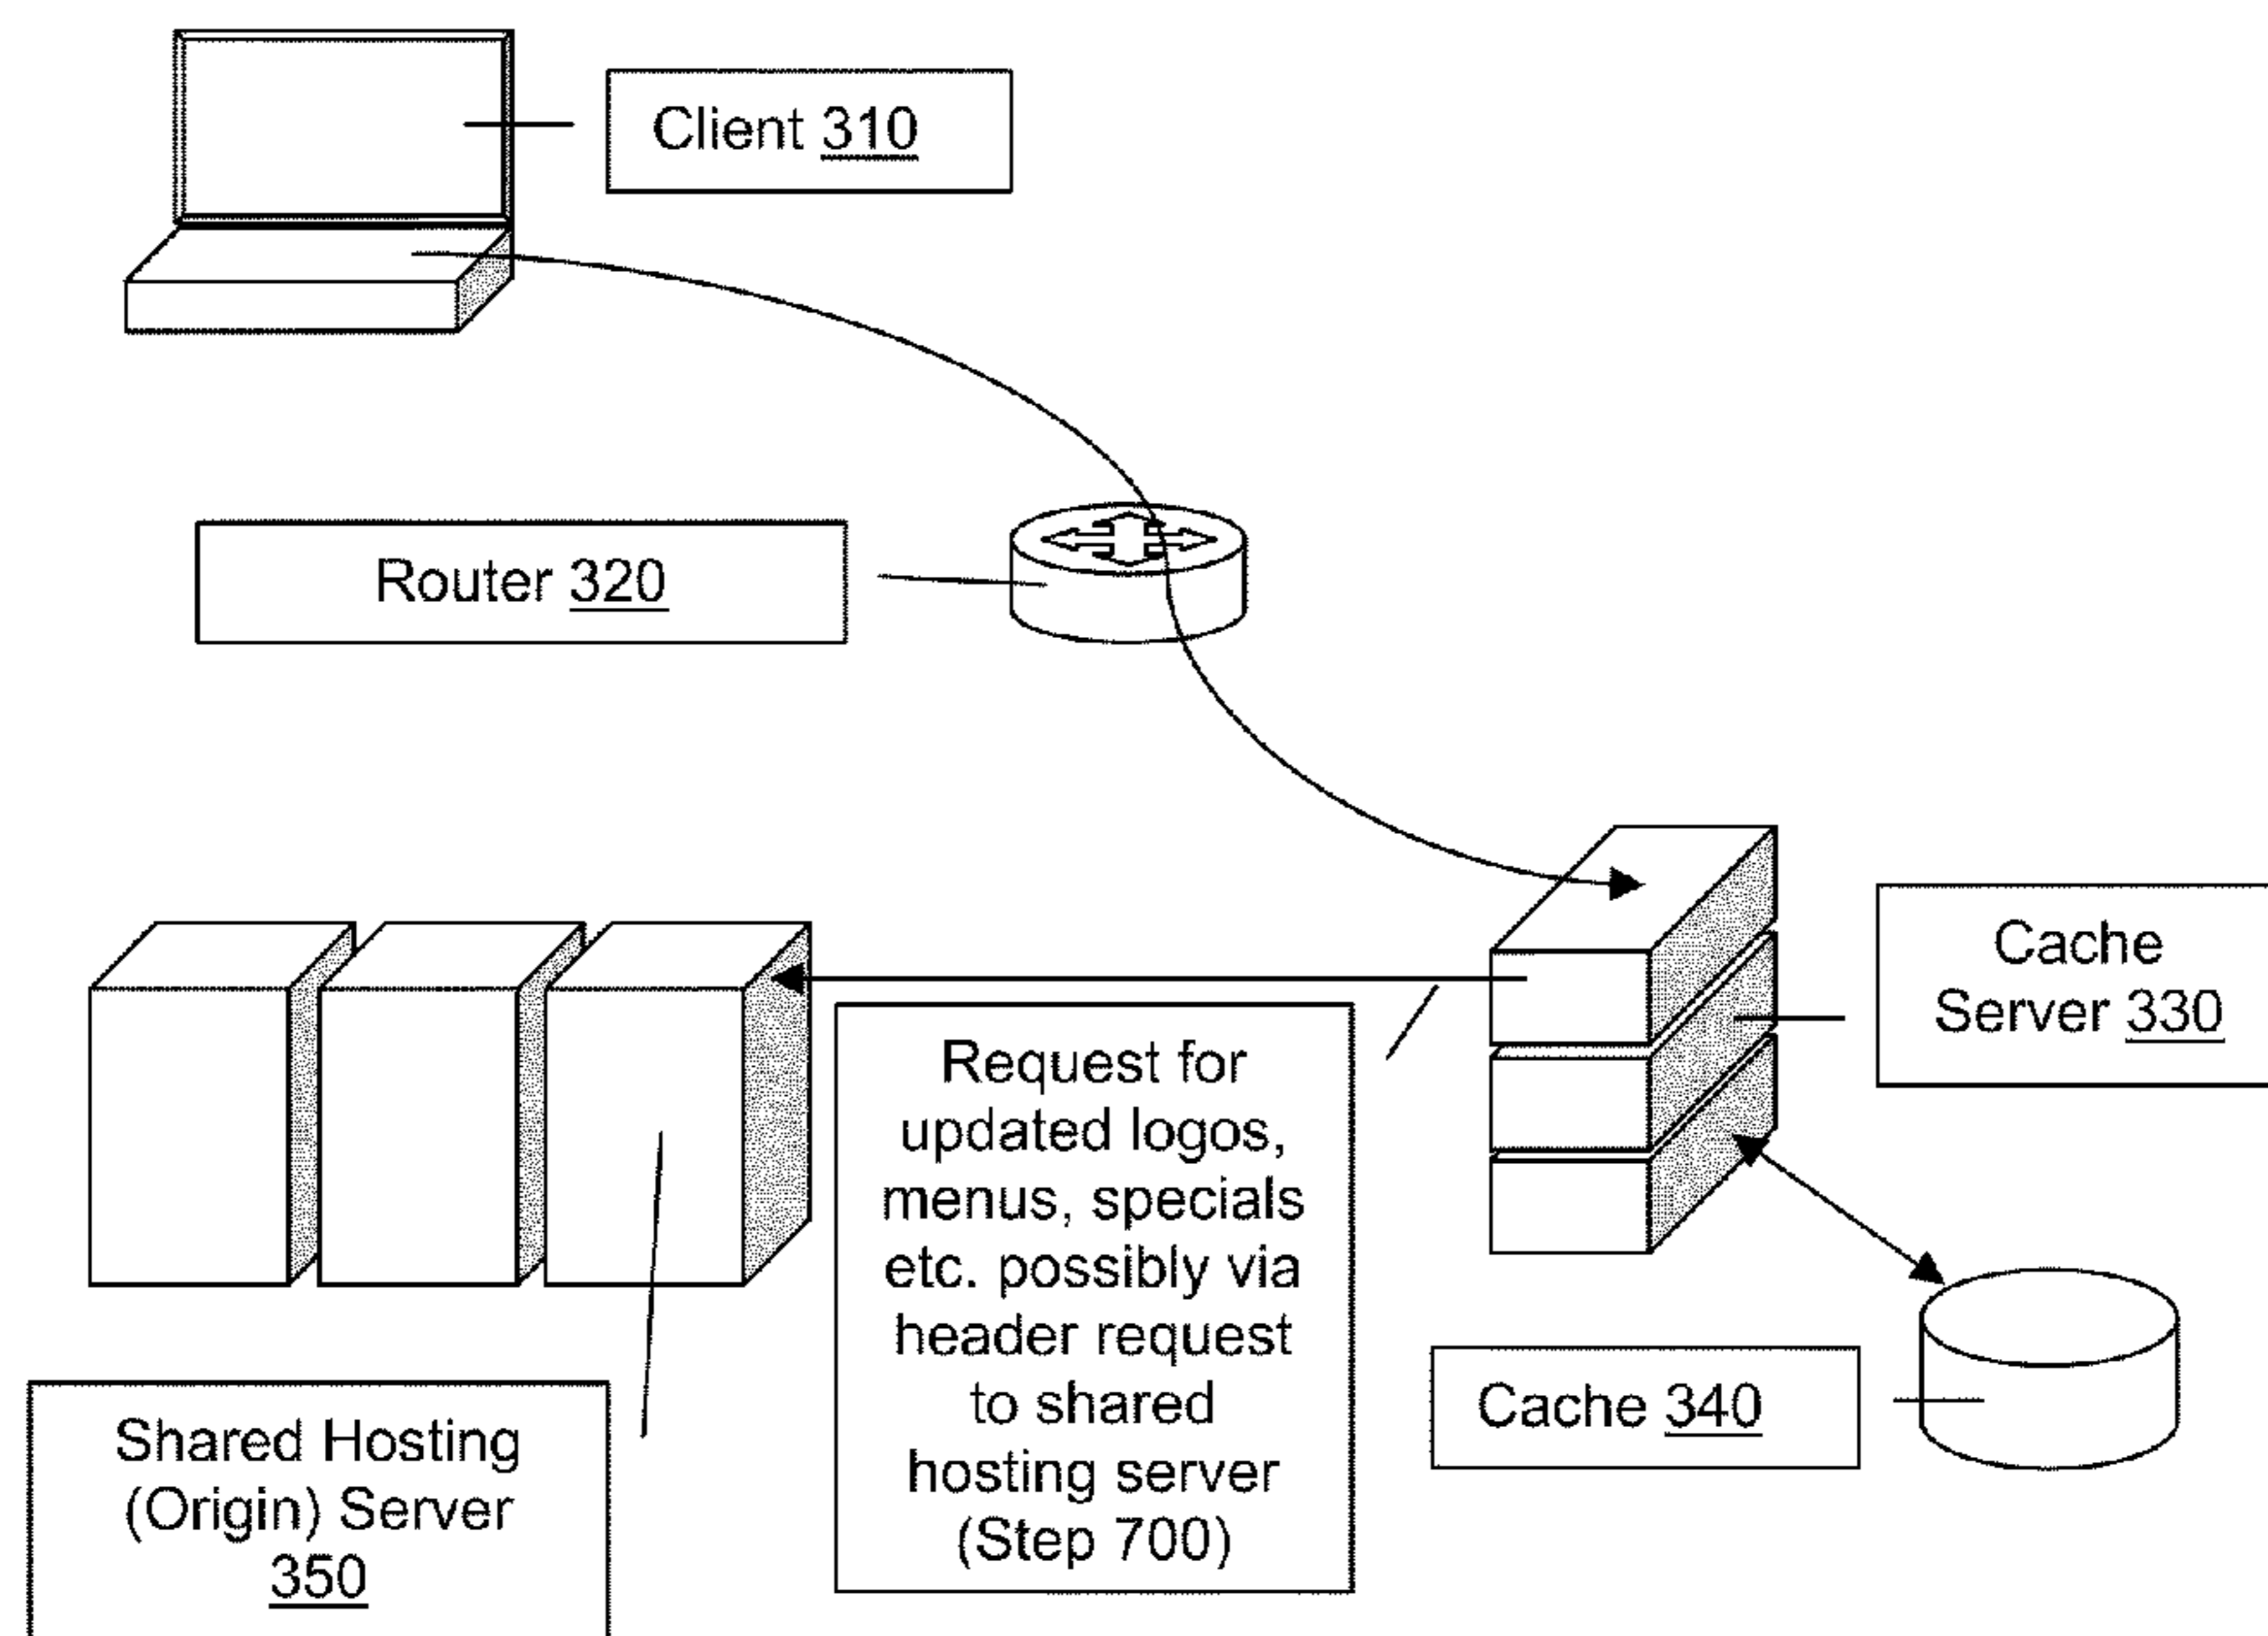 Client 310
Router 320
Cache
Server 330
Request for
updated logos,
menus, specials
etc. possibly via
header request
to shared
hosting server
(Step 700)
Cache 340
Shared Hosting
(Origin) Server
350